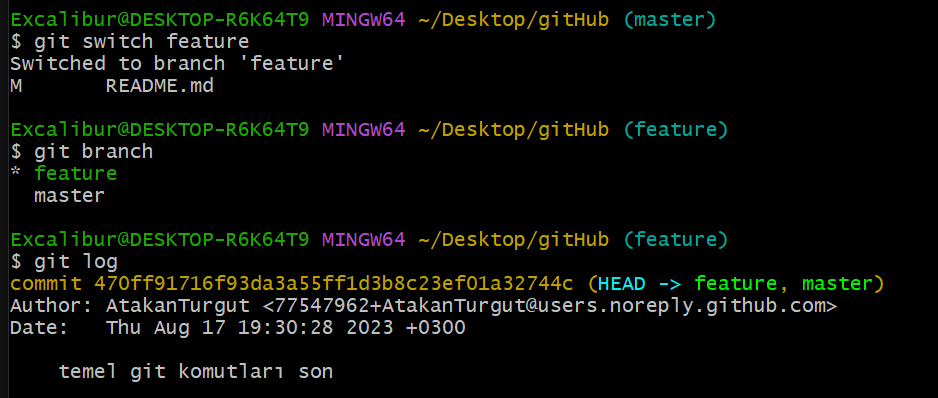 Excalibur@DESKTOP-R6K64T9 MINGW64 ~/Desktop/gitHub (master)
$ git switch feature
Switched to branch 'feature'
M       README.md
Excalibur@DESKTOP-R6K64T9 MINGW64 ~/Desktop/gitHub (feature)
$ git branch
* feature
  master
Excalibur@DESKTOP-R6K64T9 MINGW64 ~/Desktop/gitHub (feature)
$ git log
commit 470ff91716f93da3a55ff1d3b8c23ef01a32744c (HEAD -> feature, master)
Author: AtakanTurgut <77547962+AtakanTurgut@users.noreply.github.com>
Date:   Thu Aug 17 19:30:28 2023 +0300
    temel git komutları son